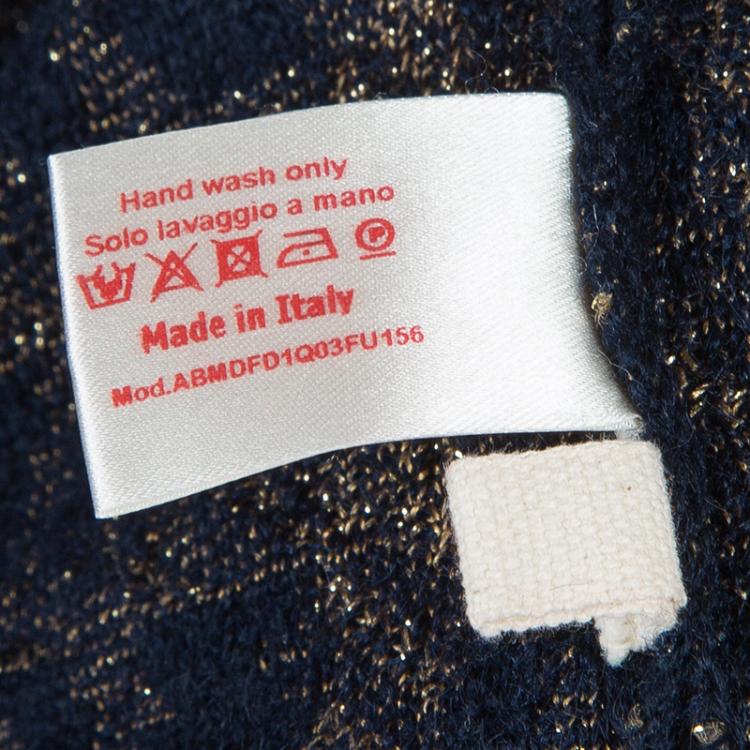 Hand wash only
Solo lavaggio a mano
P
Made in Italy
Mod.ABMDFD1Q03FU156